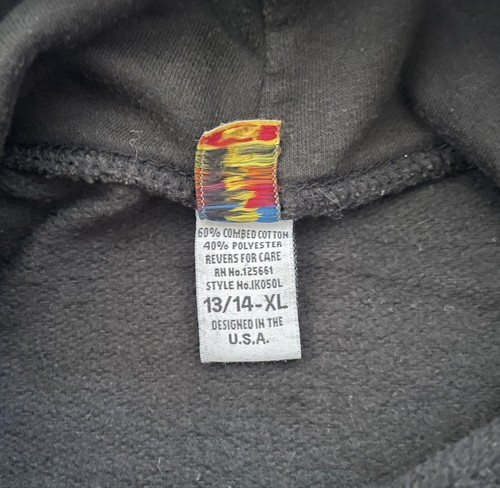 60% COMBED COTTON
40% POLYESTER
REVERS FOR CARE
RN No.125661
STYLE No.IK050L
13/14-XL
DESIGNED IN THE
U.S.A.